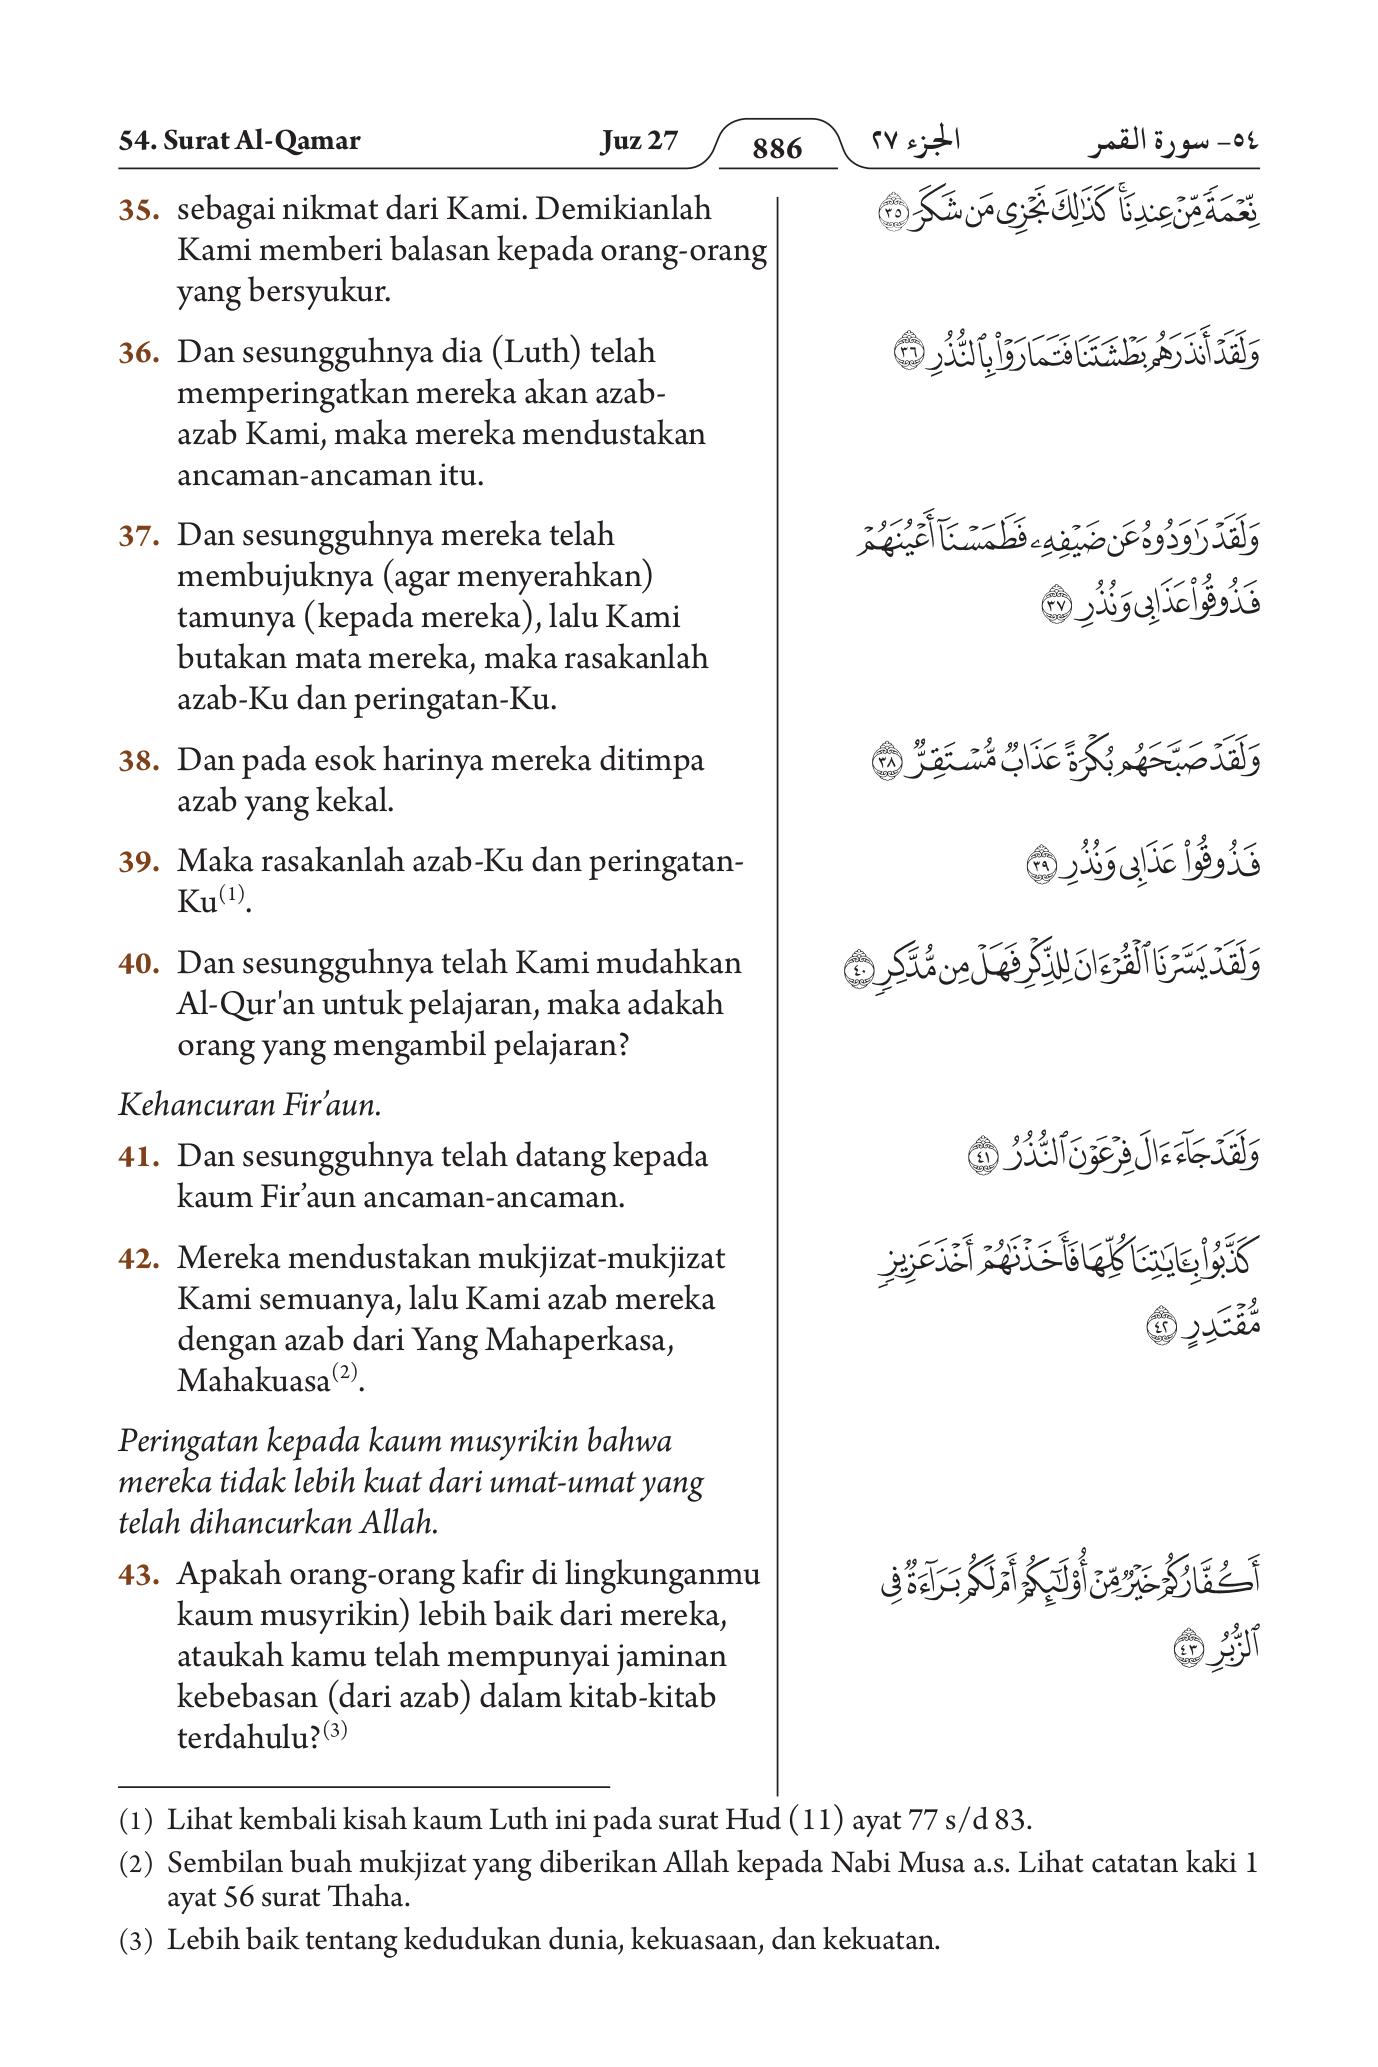 54. Surat Al-Qamar Juz 27 886 الجزء ٢٧ ٥٤- سورة القمر
35. sebagai nikmat dari Kami. Demikianlah
Kami memberi balasan kepada orang-orang
yang bersyukur.
نِّعْمَةً مِّنْ عِندِنَا ۚ كَذَٰلِكَ نَجْزِى مَن شَكَرَ ٣٥
36. Dan sesungguhnya dia (Luth) telah
memperingatkan mereka akan azab-
azab Kami, maka mereka mendustakan
ancaman-ancaman itu.
وَلَقَدْ أَنذَرَهُم بَطْشَتَنَا فَتَمَارَوْا۟ بِٱلنُّذُرِ ٣٦
37. Dan sesungguhnya mereka telah
membujuknya (agar menyerahkan)
tamunya (kepada mereka), lalu Kami
butakan mata mereka, maka rasakanlah
azab-Ku dan peringatan-Ku.
وَلَقَدْ رَٰوَدُوهُ عَن ضَيْفِهِۦ فَطَمَسْنَآ أَعْيُنَهُمْ
فَذُوقُوا۟ عَذَابِى وَنُذُرِ ٣٧
38. Dan pada esok harinya mereka ditimpa
azab yang kekal.
وَلَقَدْ صَبَّحَهُم بُكْرَةً عَذَابٌ مُّسْتَقِرٌّ ٣٨
39. Maka rasakanlah azab-Ku dan peringatan-
Ku(1).
فَذُوقُوا۟ عَذَابِى وَنُذُرِ ٣٩
40. Dan sesungguhnya telah Kami mudahkan
Al-Qur'an untuk pelajaran, maka adakah
orang yang mengambil pelajaran?
وَلَقَدْ يَسَّرْنَا ٱلْقُرْءَانَ لِلذِّكْرِ فَهَلْ مِن مُّدَّكِرٍ ٤٠
Kehancuran Fir’aun.
41. Dan sesungguhnya telah datang kepada
kaum Fir’aun ancaman-ancaman.
وَلَقَدْ جَآءَ ءَالَ فِرْعَوْنَ ٱلنُّذُرُ ٤١
42. Mereka mendustakan mukjizat-mukjizat
Kami semuanya, lalu Kami azab mereka
dengan azab dari Yang Mahaperkasa,
Mahakuasa(2).
كَذَّبُوا۟ بِـَٔايَٰتِنَا كُلِّهَا فَأَخَذْنَٰهُمْ أَخْذَ عَزِيزٍ
مُّقْتَدِرٍ ٤٢
Peringatan kepada kaum musyrikin bahwa
mereka tidak lebih kuat dari umat-umat yang
telah dihancurkan Allah.
43. Apakah orang-orang kafir di lingkunganmu
kaum musyrikin) lebih baik dari mereka,
ataukah kamu telah mempunyai jaminan
kebebasan (dari azab) dalam kitab-kitab
terdahulu?(3)
أَكُفَّارُكُمْ خَيْرٌ مِّنْ أُو۟لَٰٓئِكُمْ أَمْ لَكُم بَرَآءَةٌ فِى
ٱلزُّبُرِ ٤٣
(1) Lihat kembali kisah kaum Luth ini pada surat Hud (11) ayat 77 s/d 83.
(2) Sembilan buah mukjizat yang diberikan Allah kepada Nabi Musa a.s. Lihat catatan kaki 1
ayat 56 surat Thaha.
(3) Lebih baik tentang kedudukan dunia, kekuasaan, dan kekuatan.